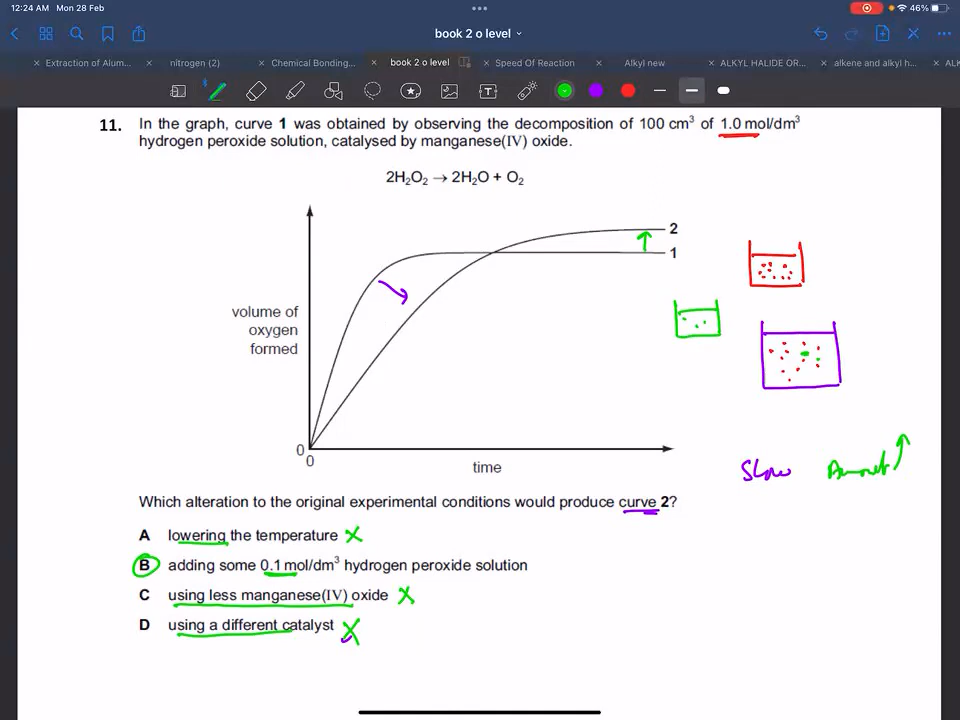 12:24 AM Mon 28 Feb
46%
book 2 o level
Extraction of Alum...
nitrogen (2)
Chemical Bonding...
book 2 o level
Speed Of Reaction
Alkyl new
ALKYL HALIDE OR...
alkene and alkyl h...
ALK
11. In the graph, curve 1 was obtained by observing the decomposition of 100 cm³ of 1.0 mol/dm³
hydrogen peroxide solution, catalysed by manganese(IV) oxide.
2H₂O₂ → 2H₂O + O₂
2
1
volume of
oxygen
formed
0
0
time
Slow
Amount
Which alteration to the original experimental conditions would produce curve 2?
A lowering the temperature X
B adding some 0.1 mol/dm³ hydrogen peroxide solution
C using less manganese(IV) oxide X
D using a different catalyst X